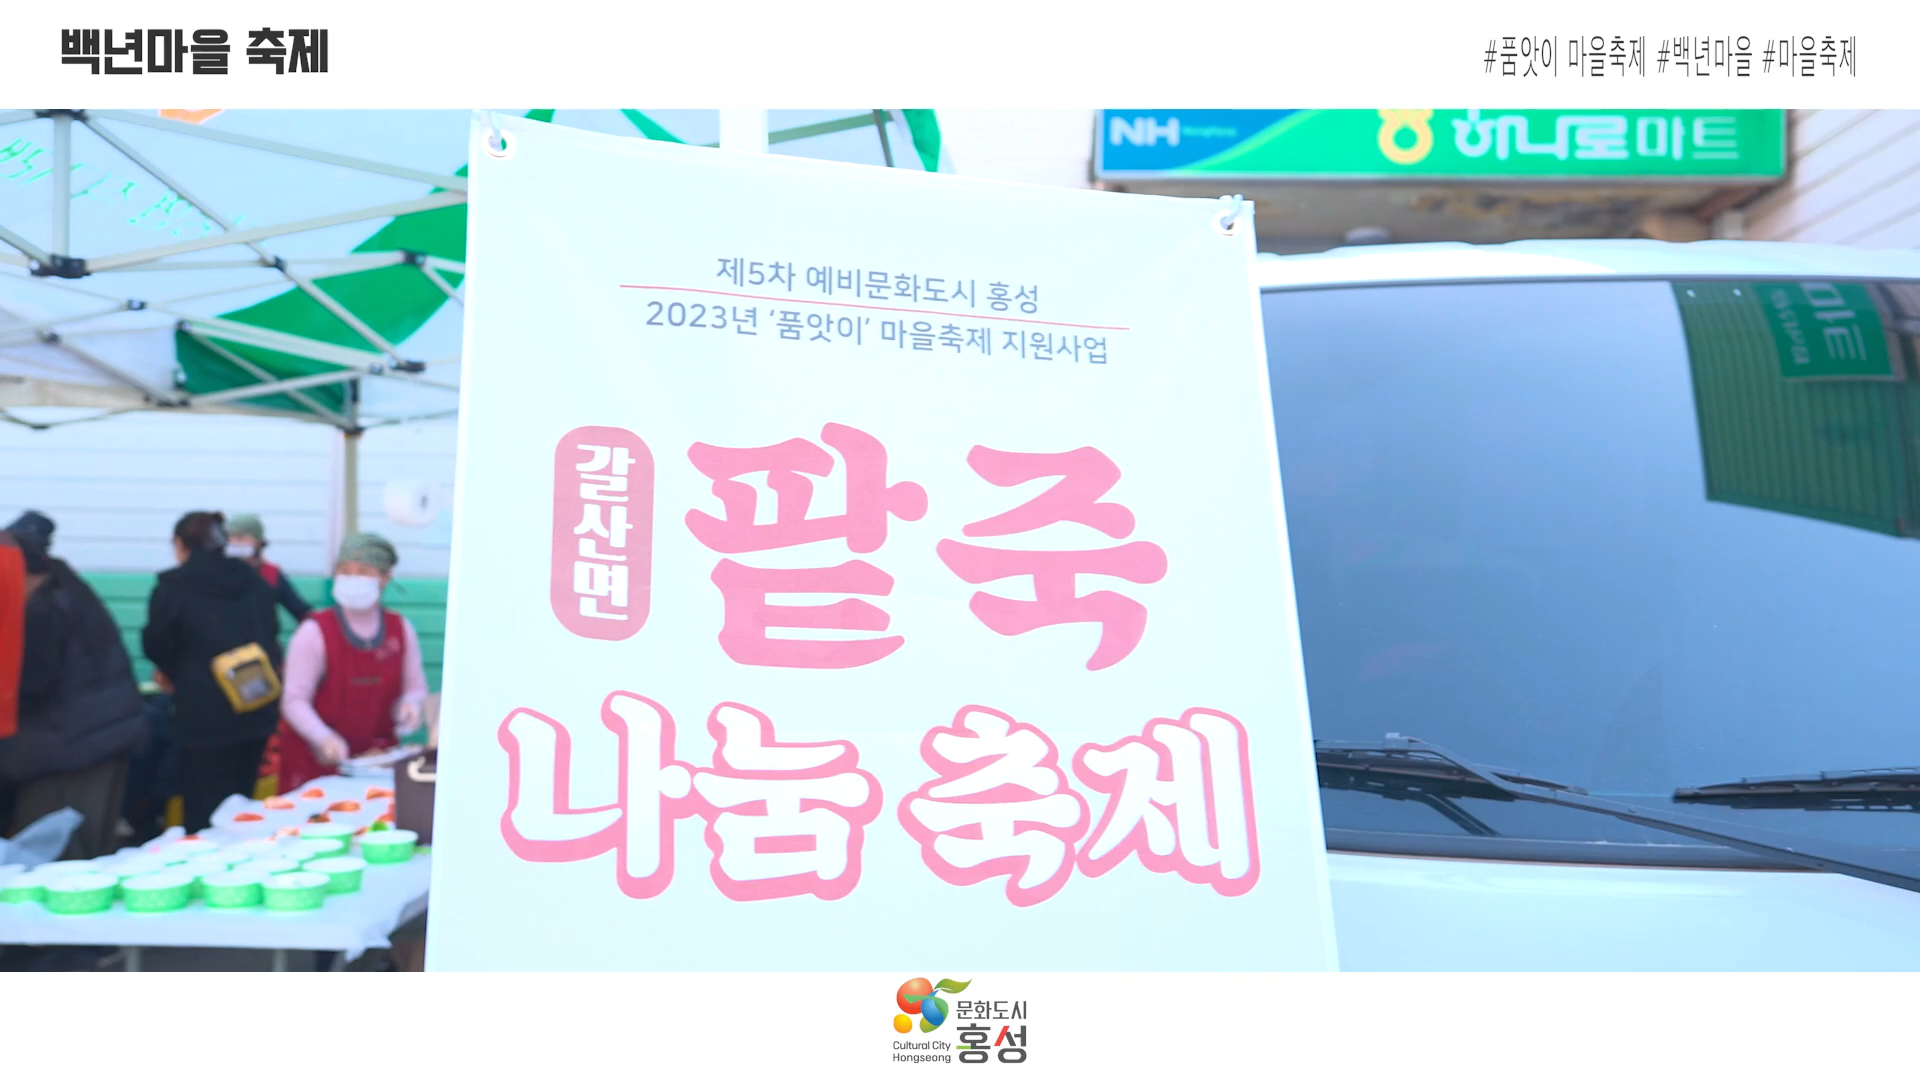 백년마을 축제
#품앗이 마을축제 #백년마을 #마을축제
NH
하나로마트
제5차 예비문화도시 홍성
2023년 '품앗이' 마을축제 지원사업
갈산면
팥죽
나눔 축제
문화도시
홍성
Cultural City
Hongseong